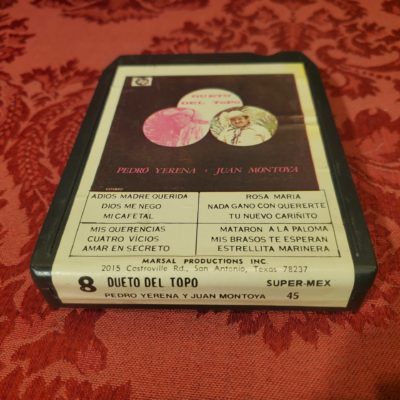 DUETO
DEL TOPO
PEDRO YERENA • JUAN MONTOYA
ESTEREO
ADIOS MADRE QUERIDA
DIOS ME NEGO
MI CAFETAL
ROSA MARIA
NADA GANO CON QUERERTE
TU NUEVO CARIÑITO
MIS QUERENCIAS
CUATRO VICIOS
AMAR EN SECRETO
MATARON A LA PALOMA
MIS BRASOS TE ESPERAN
ESTRELLITA MARINERA
MARSAL PRODUCTIONS INC.
2015 Castroville Rd., San Antonio, Texas 78237
8 DUETO DEL TOPO SUPER-MEX
PEDRO YERENA Y JUAN MONTOYA 45